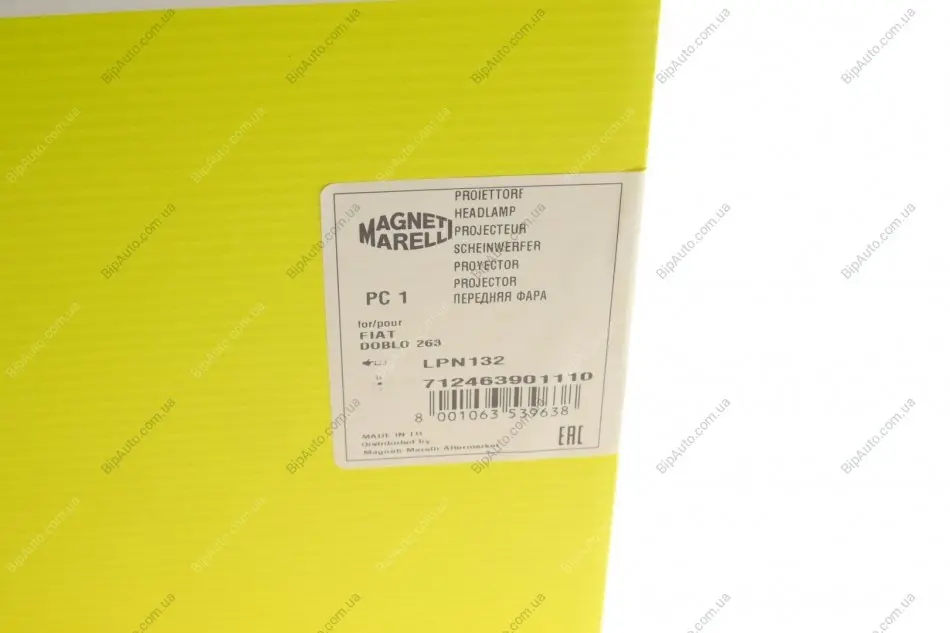 MAGNETI
MARELLI
PROIETTORE
HEADLAMP
PROJECTEUR
SCHEINWERFER
PROYECTOR
PROJECTOR
ПЕРЕДНЯЯ ФАРА
PC 1
for/pour
FIAT
DOBLO 263
LPN132
712463901110
8 001063 539638
MADE IN
Distributed by
Magneti Marelli Aftermarket
EAC
BipAuto.com.ua